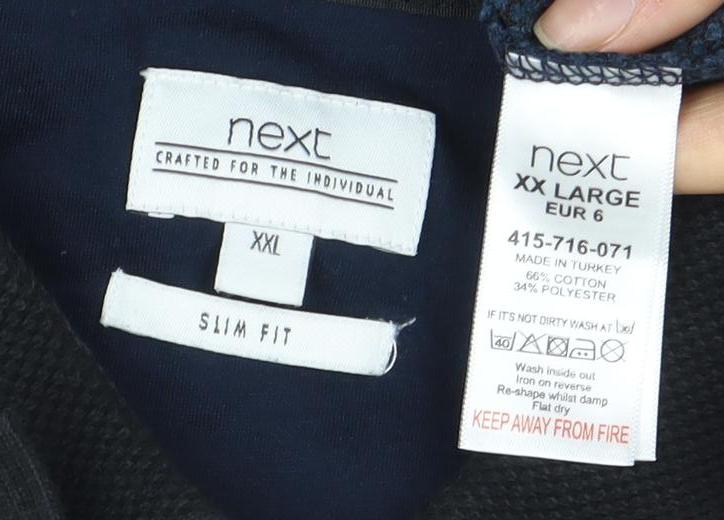 next
CRAFTED FOR THE INDIVIDUAL
XXL
SLIM FIT
next
XX LARGE
EUR 6
415-716-071
MADE IN TURKEY
66% COTTON
34% POLYESTER
IF IT'S NOT DIRTY WASH AT 30
40
Wash inside out
Iron on reverse
Re-shape whilst damp
Flat dry
KEEP AWAY FROM FIRE